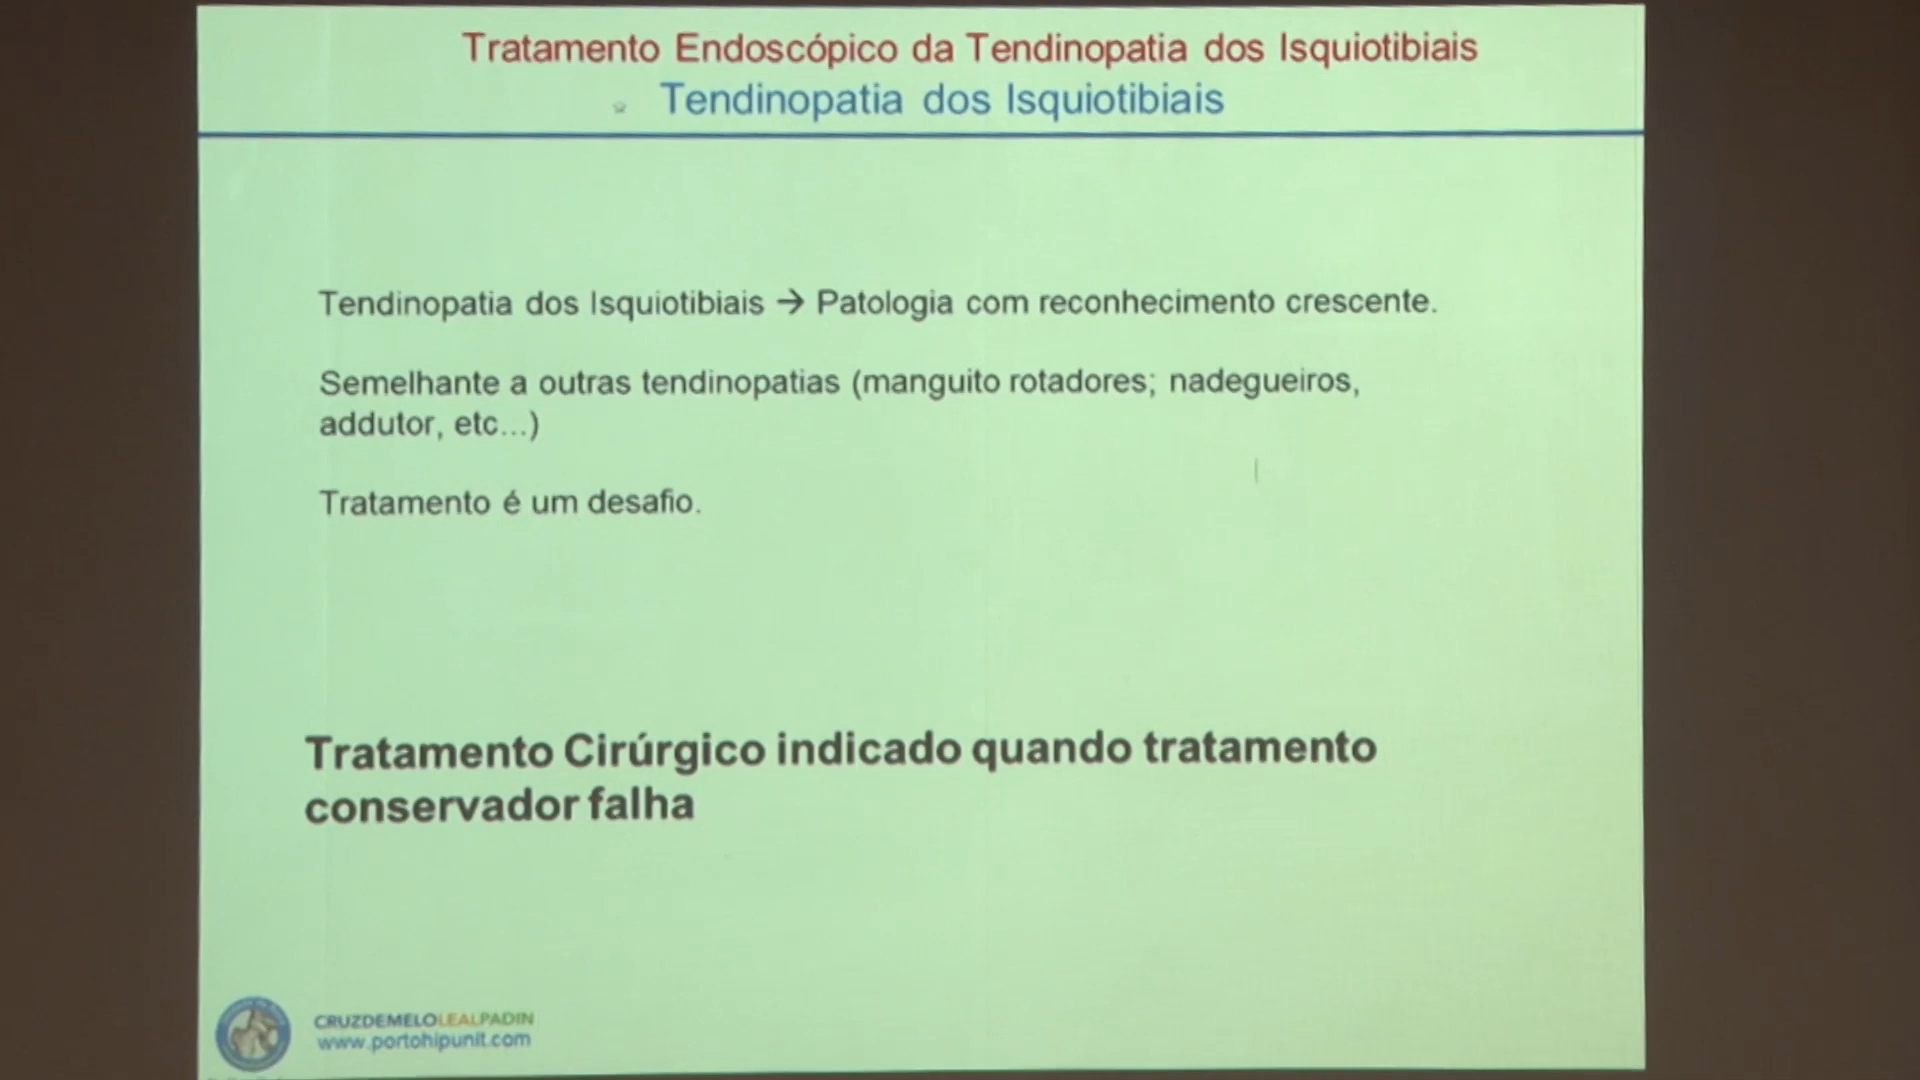 Tratamento Endoscópico da Tendinopatia dos Isquiotibiais
Tendinopatia dos Isquiotibiais
Tendinopatia dos Isquiotibiais → Patologia com reconhecimento crescente.
Semelhante a outras tendinopatias (manguito rotadores; nadegueiros,
addutor, etc...)
Tratamento é um desafio.
Tratamento Cirúrgico indicado quando tratamento
conservador falha
CRUZDEMELOLEALPADIN
www.portohipunit.com